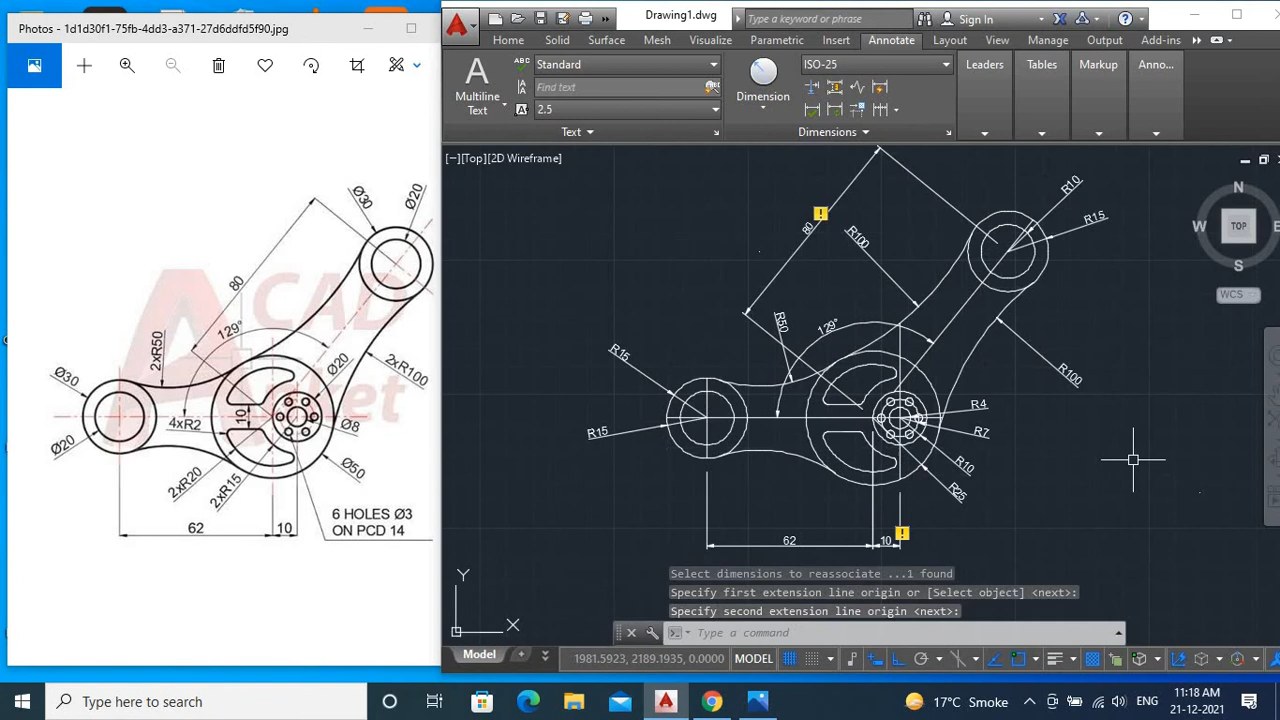 Photos - 1d1d30f1-75fb-4dd3-a371-27d6ddfd5f90.jpg
Ø30
Ø20
80
129°
2xR50
Ø20
2xR100
Ø30
10
4xR2
Ø8
Ø20
2xR20
2xR15
Ø50
6 HOLES Ø3
ON PCD 14
62
10
Drawing1.dwg
Type a keyword or phrase
Sign In
Home
Solid
Surface
Mesh
Visualize
Parametric
Insert
Annotate
Layout
View
Manage
Output
Add-ins
A
Multiline
Text
ABC
Standard
Find text
2.5
Text
Dimension
ISO-25
Dimensions
Leaders
Tables
Markup
Anno...
[−][Top][2D Wireframe]
N
W
TOP
E
S
WCS
R10
R15
80
R100
R50
129°
R15
R100
R4
R15
R7
R10
R25
62
10
Y
X
Select dimensions to reassociate ...1 found
Specify first extension line origin or [Select object] <next>:
Specify second extension line origin <next>:
Type a command
Model
1981.5923, 2189.1935, 0.0000
MODEL
Type here to search
17°C Smoke
ENG
11:18 AM
21-12-2021